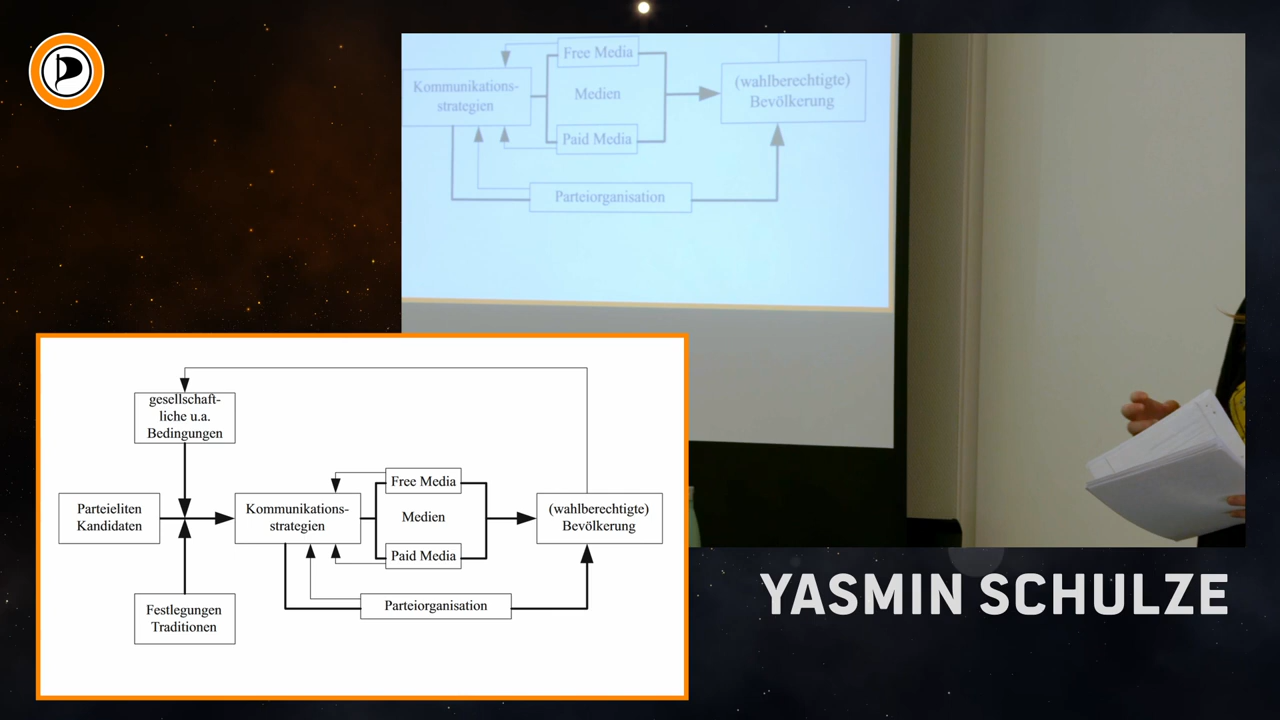 Free Media
Kommunikations-
strategien
Medien
(wahlberechtigte)
Bevölkerung
Paid Media
Parteiorganisation
gesellschaft-
liche u.a.
Bedingungen
Parteieliten
Kandidaten
Kommunikations-
strategien
Free Media
Medien
Paid Media
(wahlberechtigte)
Bevölkerung
Festlegungen
Traditionen
Parteiorganisation
YASMIN SCHULZE